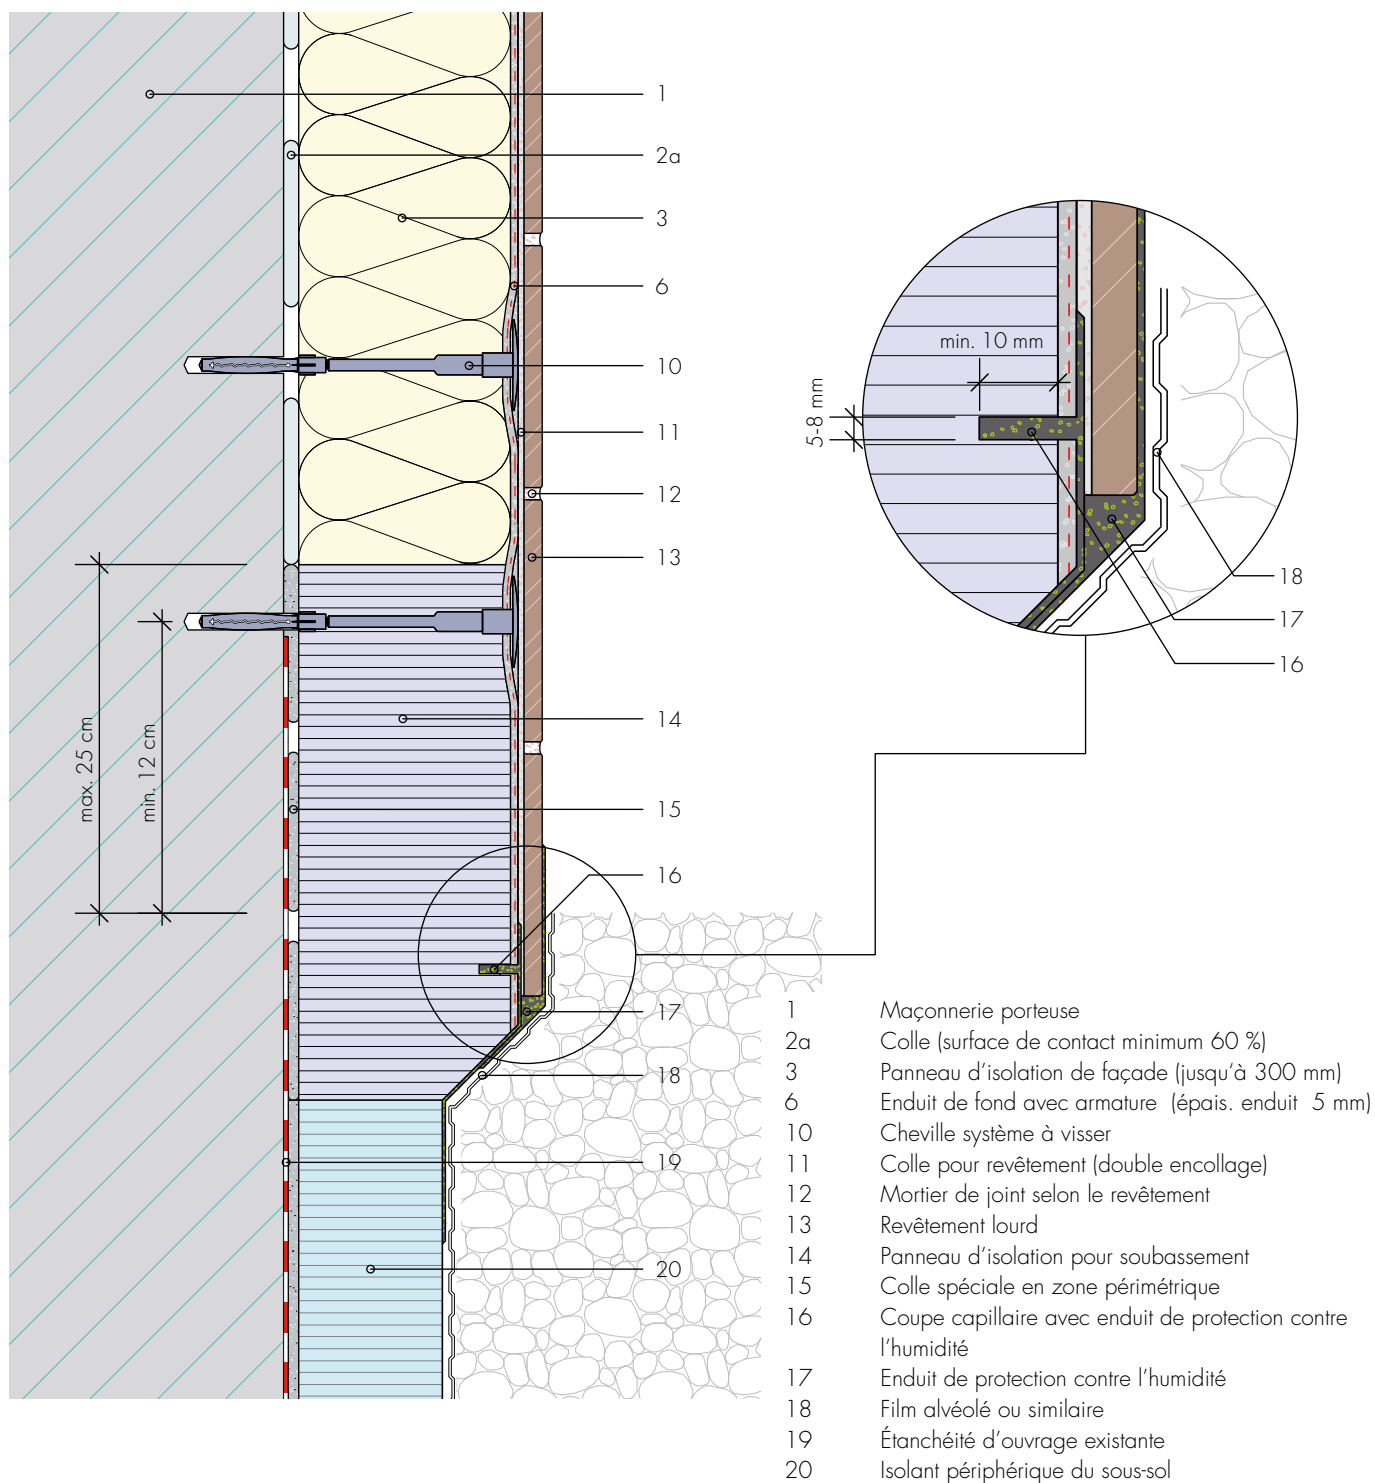 1
2a
3
6
10
11
12
13
14
15
16
17
18
19
20
max. 25 cm
min. 12 cm
min. 10 mm
5-8 mm
18
17
16
1 Maçonnerie porteuse
2a Colle (surface de contact minimum 60 %)
3 Panneau d'isolation de façade (jusqu'à 300 mm)
6 Enduit de fond avec armature (épais. enduit 5 mm)
10 Cheville système à visser
11 Colle pour revêtement (double encollage)
12 Mortier de joint selon le revêtement
13 Revêtement lourd
14 Panneau d'isolation pour soubassement
15 Colle spéciale en zone périmétrique
16 Coupe capillaire avec enduit de protection contre
l'humidité
17 Enduit de protection contre l'humidité
18 Film alvéolé ou similaire
19 Étanchéité d'ouvrage existante
20 Isolant périphérique du sous-sol